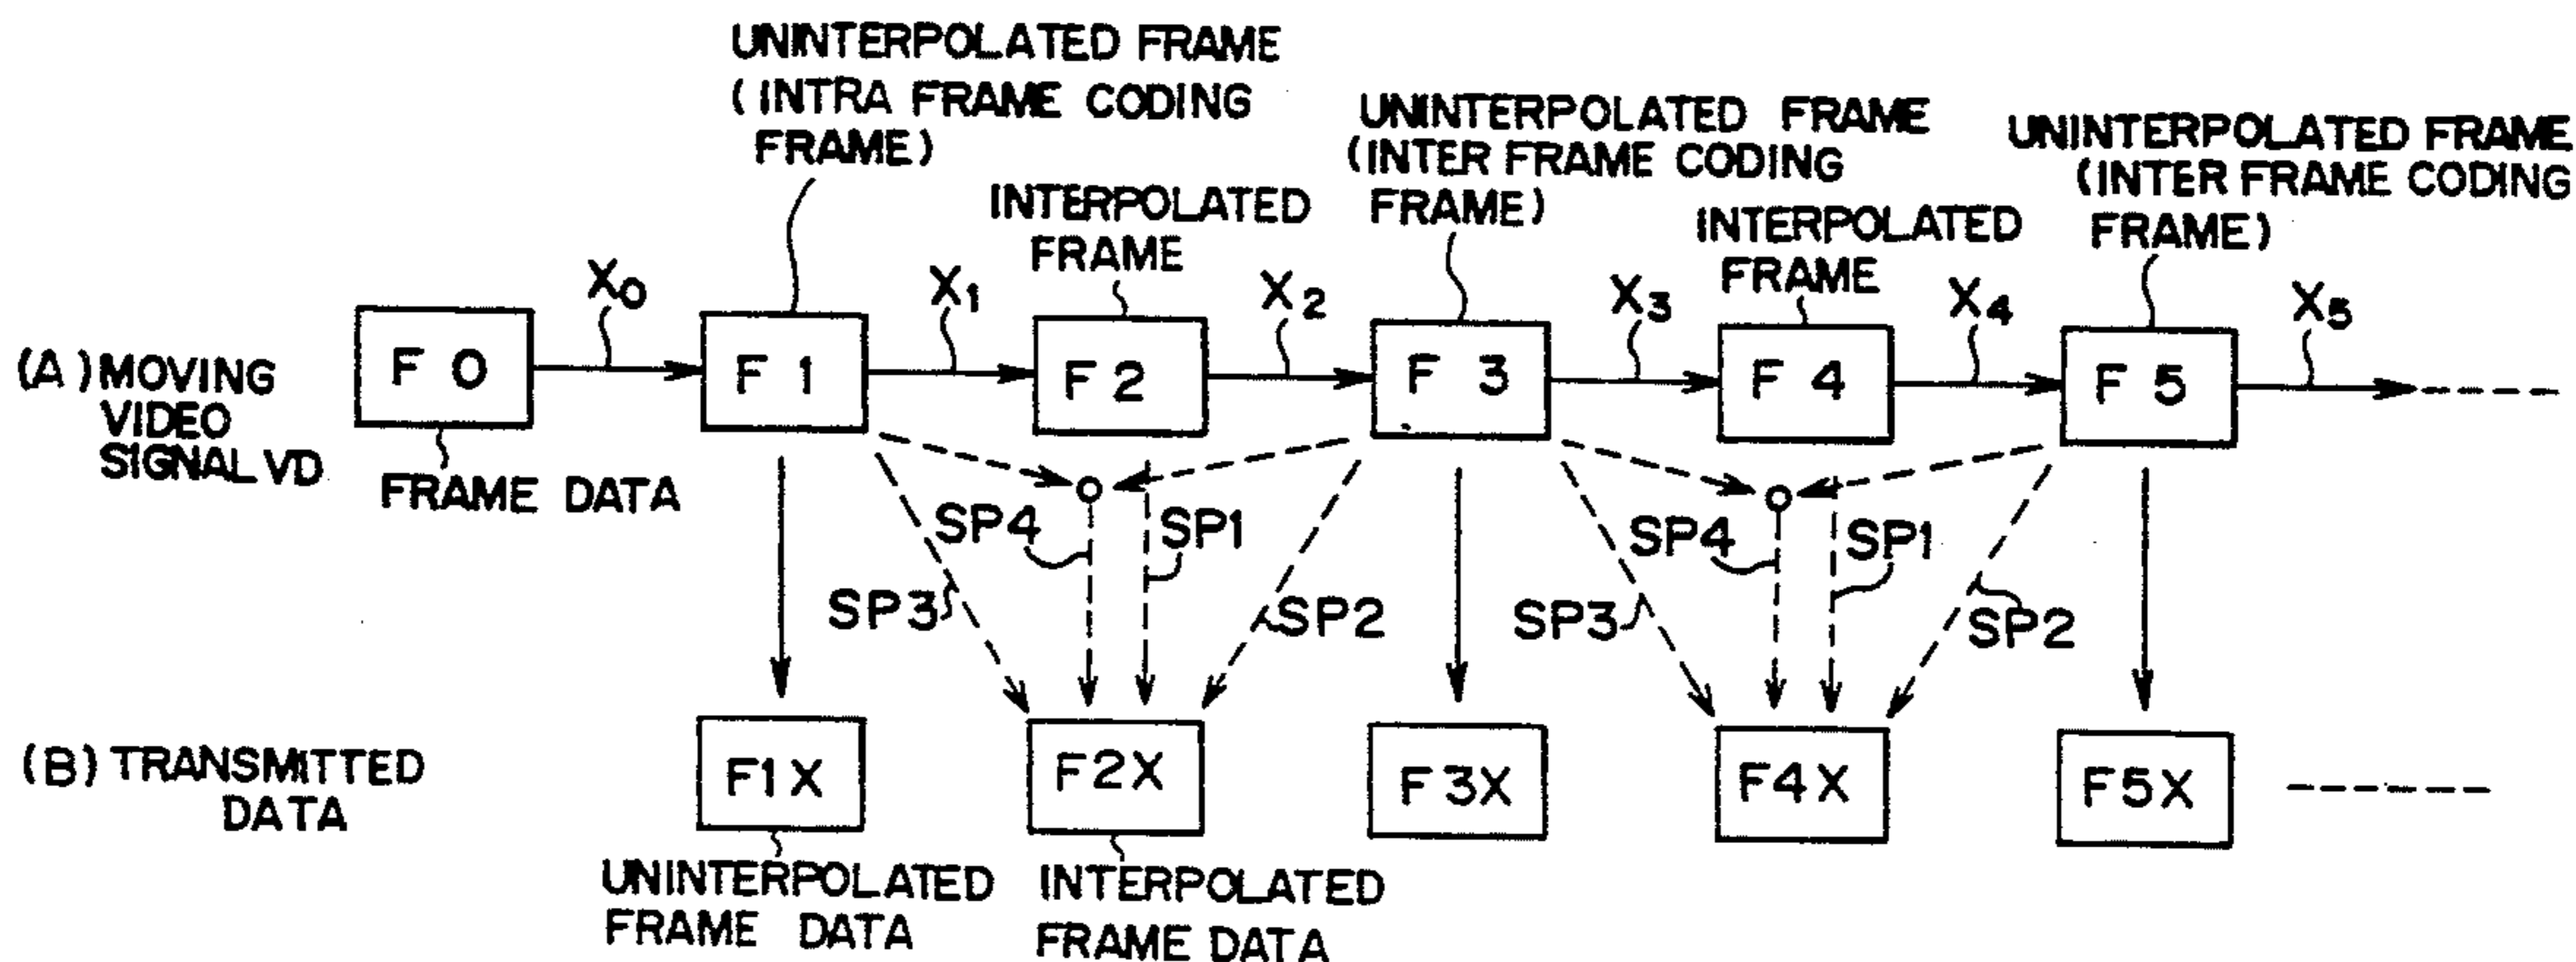 UNINTERPOLATED FRAME
(INTRA FRAME CODING
FRAME)
UNINTERPOLATED FRAME
(INTER FRAME CODING
FRAME)
UNINTERPOLATED FRAME
(INTER FRAME CODING
FRAME)
INTERPOLATED
FRAME
INTERPOLATED
FRAME
X0
X1
X2
X3
X4
X5
(A) MOVING
VIDEO
SIGNAL VD
F 0
F 1
F 2
F 3
F 4
F 5
FRAME DATA
SP3
SP4
SP1
SP2
SP3
SP4
SP1
SP2
(B) TRANSMITTED
DATA
F1X
F2X
F3X
F4X
F5X
UNINTERPOLATED
FRAME DATA
INTERPOLATED
FRAME DATA